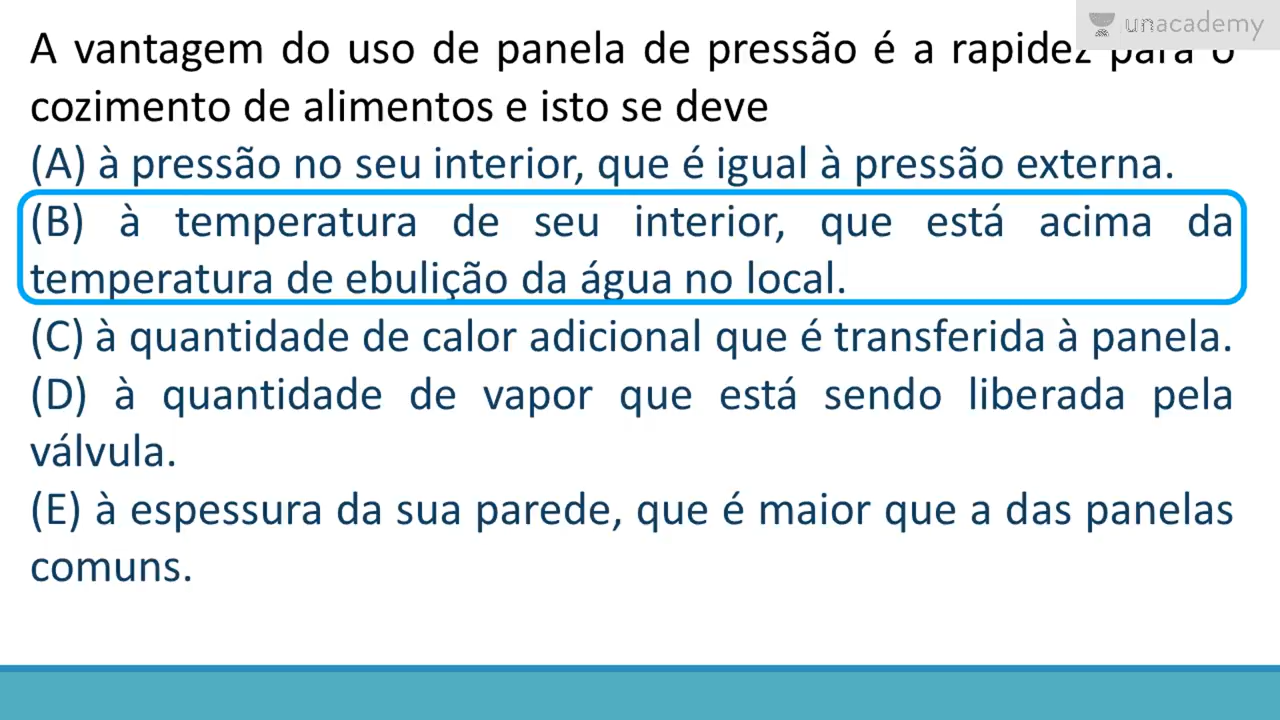 unacademy
A vantagem do uso de panela de pressão é a rapidez para o
cozimento de alimentos e isto se deve
(A) à pressão no seu interior, que é igual à pressão externa.
(B) à temperatura de seu interior, que está acima da
temperatura de ebulição da água no local.
(C) à quantidade de calor adicional que é transferida à panela.
(D) à quantidade de vapor que está sendo liberada pela
válvula.
(E) à espessura da sua parede, que é maior que a das panelas
comuns.